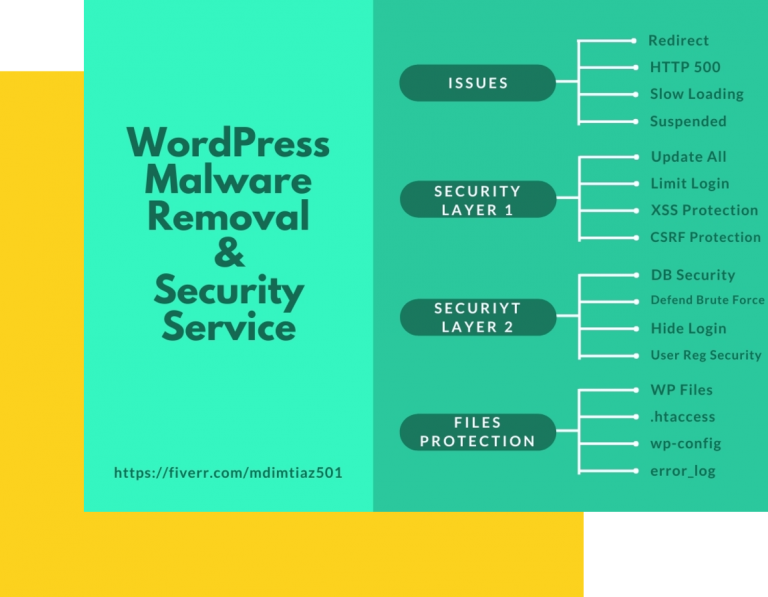 WordPress
Malware
Removal
&
Security
Service
https://fiverr.com/mdimtiaz501
ISSUES
Redirect
HTTP 500
Slow Loading
Suspended
SECURITY
LAYER 1
Update All
Limit Login
XSS Protection
CSRF Protection
SECURIYT
LAYER 2
DB Security
Defend Brute Force
Hide Login
User Reg Security
FILES
PROTECTION
WP Files
.htaccess
wp-config
error_log